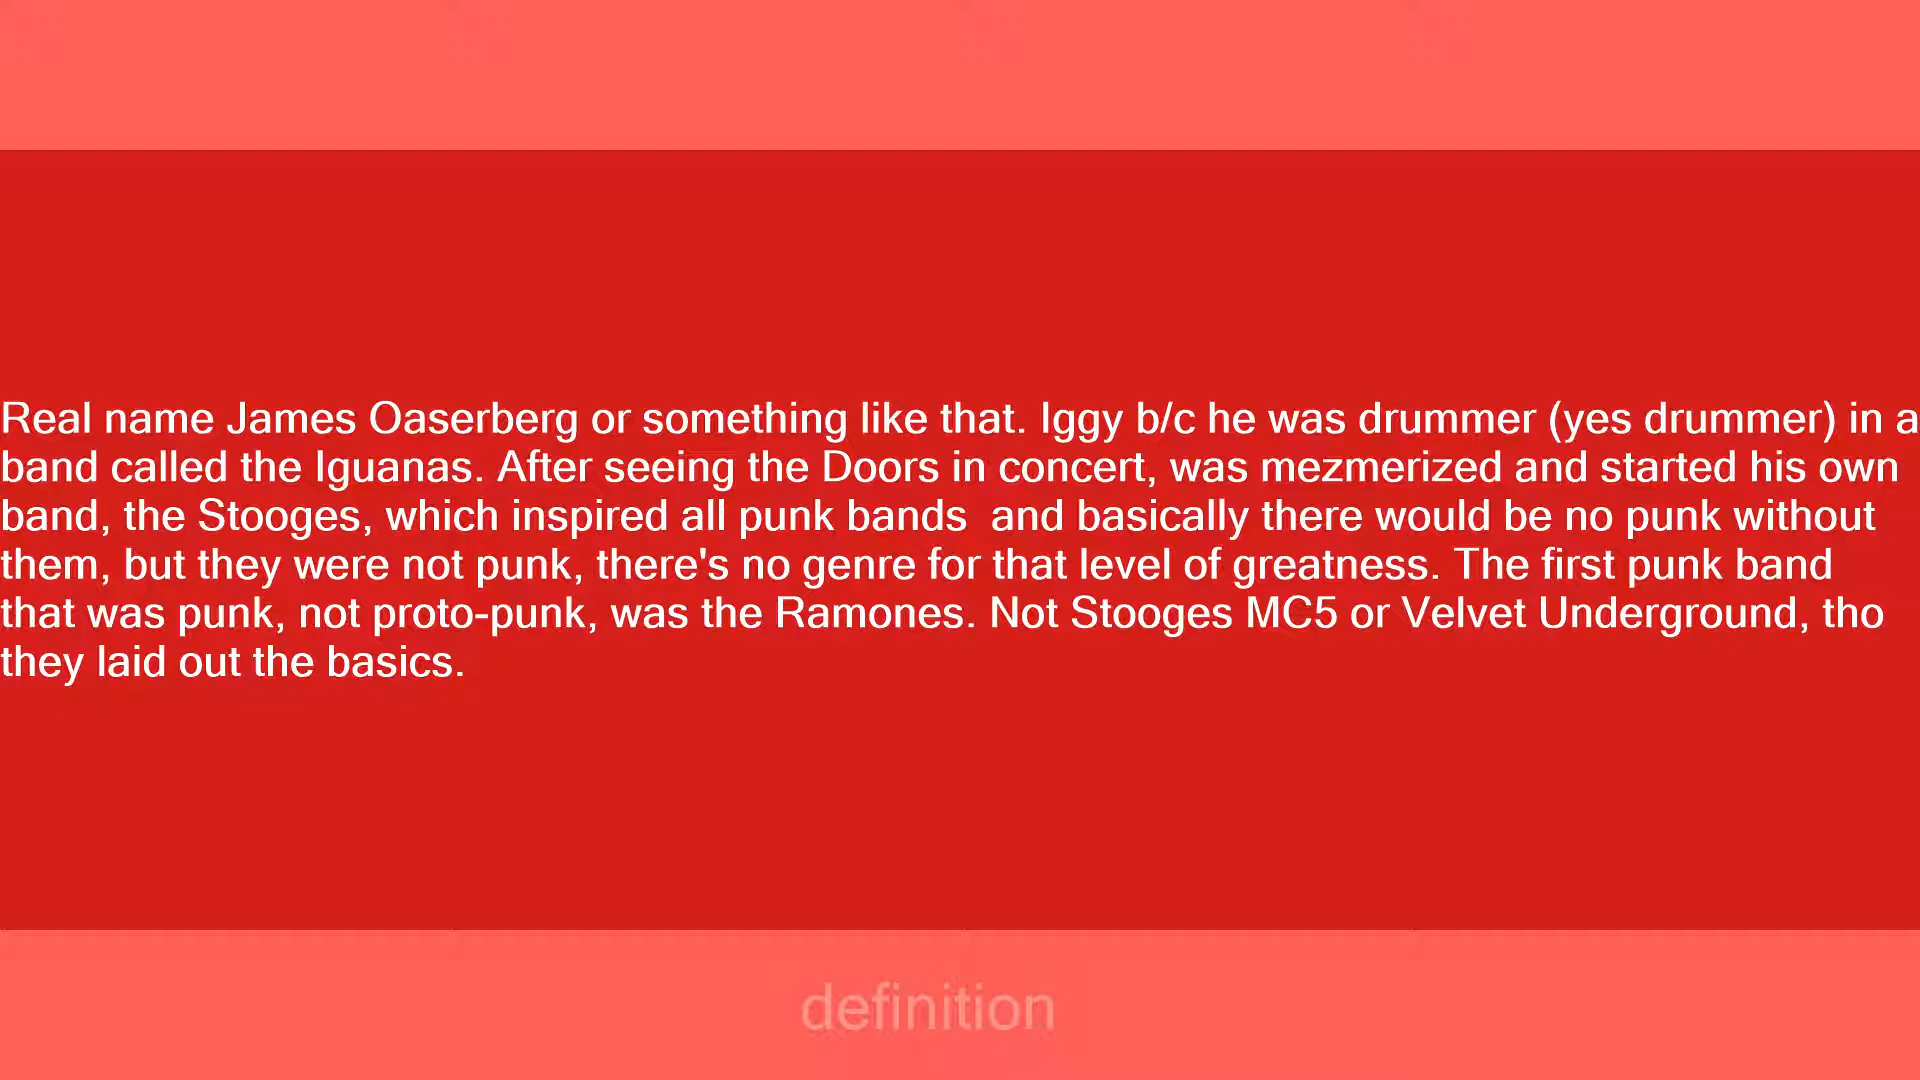 Real name James Oaserberg or something like that. Iggy b/c he was drummer (yes drummer) in a
band called the Iguanas. After seeing the Doors in concert, was mezmerized and started his own
band, the Stooges, which inspired all punk bands  and basically there would be no punk without
them, but they were not punk, there's no genre for that level of greatness. The first punk band
that was punk, not proto-punk, was the Ramones. Not Stooges MC5 or Velvet Underground, tho
they laid out the basics.
definition